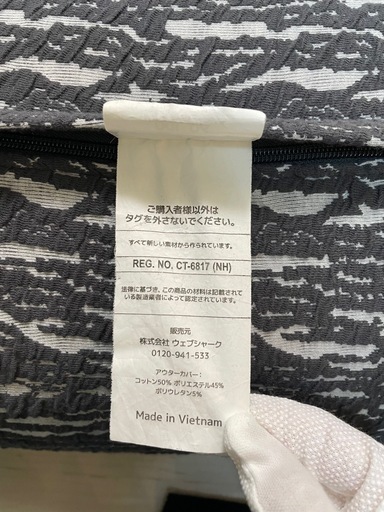 ご購入者様以外は
タグを外さないでください。
すべて新しい素材から作られています。
REG. NO. CT-6817 (NH)
法律に基づき、この商品の材料は記載されて
いる製造産者によって認定されています。
販売元
株式会社 ウェブシャーク
0120-941-533
アウターカバー：
コットン50% ポリエステル45%
ポリウレタン5%
Made in Vietnam